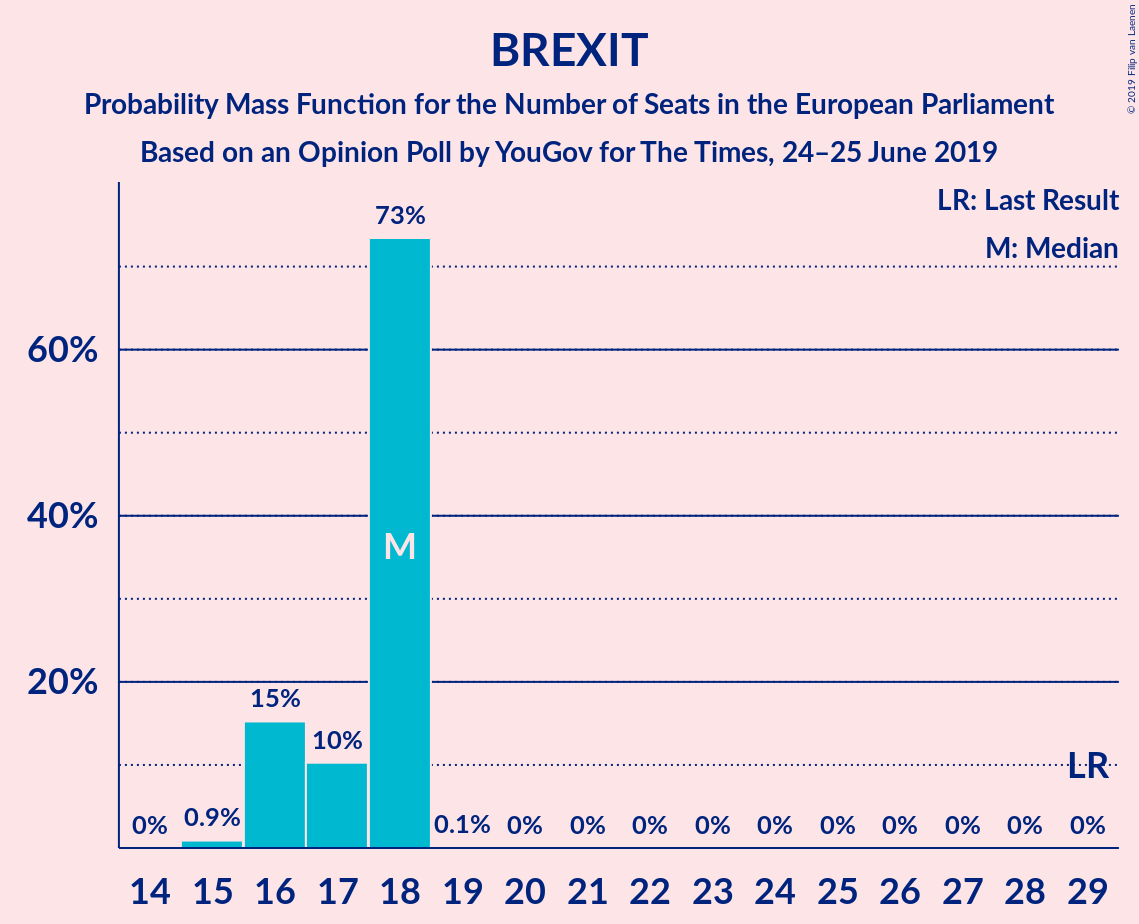 BREXIT
Probability Mass Function for the Number of Seats in the European Parliament
Based on an Opinion Poll by YouGov for The Times, 24–25 June 2019
© 2019 Filip van Laenen
LR: Last Result
M: Median
73%
60%
40%
M
20%
15%
10%
LR
0% 0.9% 0.1% 0% 0% 0% 0% 0% 0% 0% 0% 0% 0%
14 15 16 17 18 19 20 21 22 23 24 25 26 27 28 29